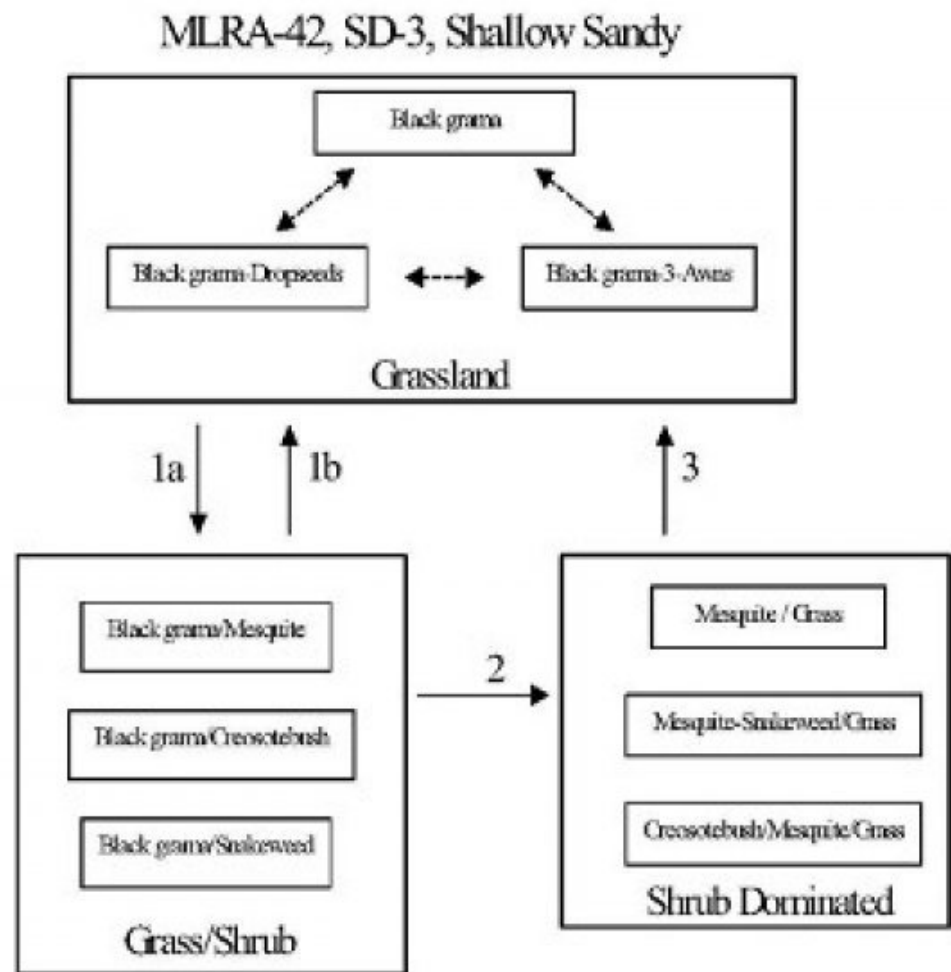 MLRA-42, SD-3, Shallow Sandy
Black grama
Black grama-Dropseeds
Black grama-3-Awns
Grassland
1a
1b
3
Black grama/Mesquite
Black grama/Creosotebush
Black grama/Snakeweed
Grass/Shrub
2
Mesquite / Grass
Mesquite-Snakeweed/Grass
Creosotebush/Mesquite/Grass
Shrub Dominated